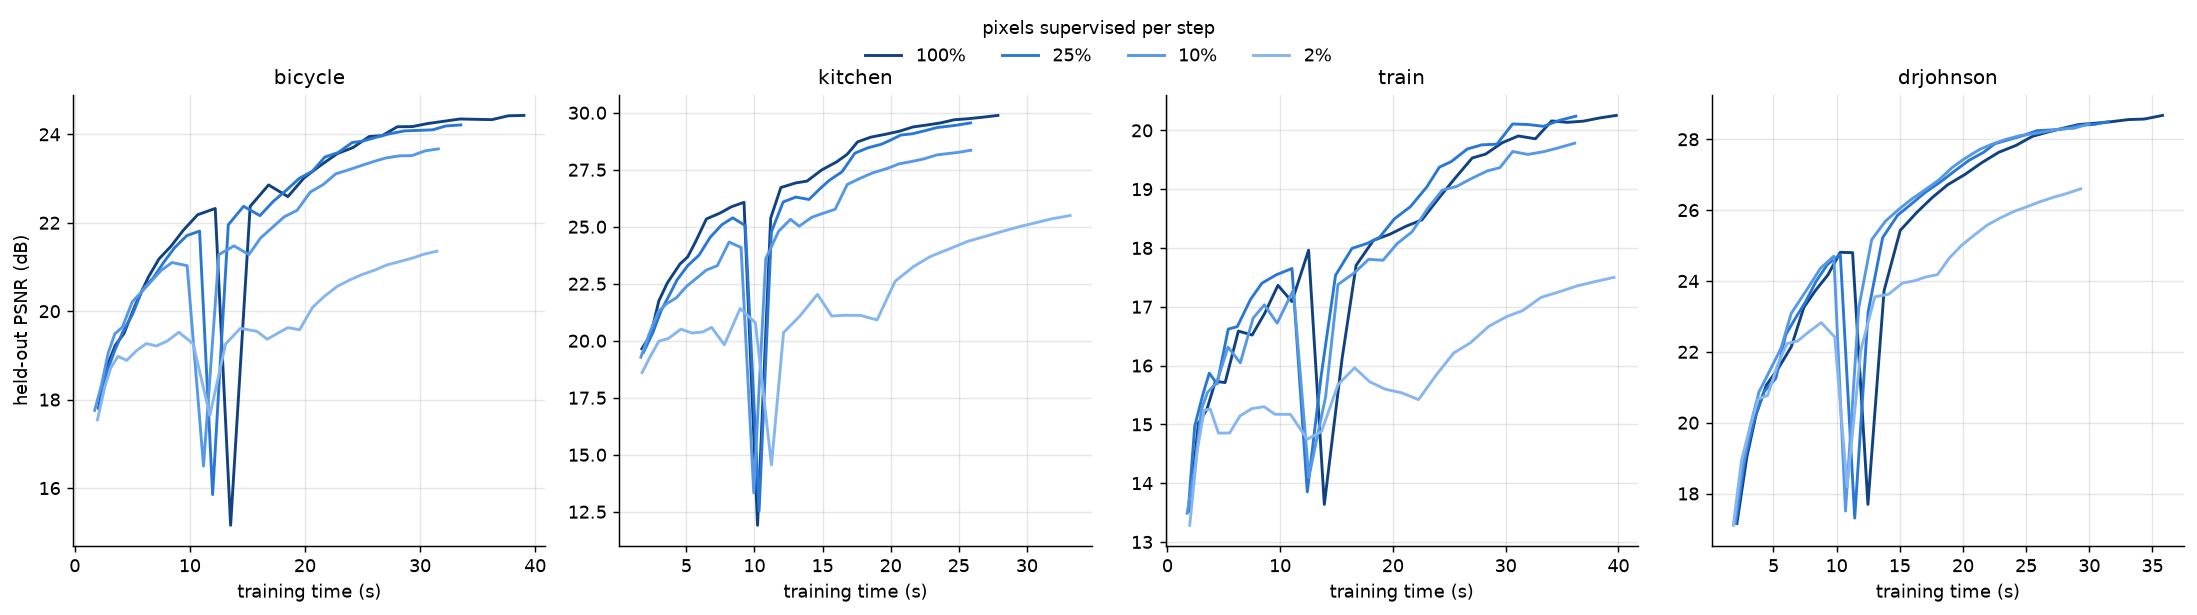 pixels supervised per step
100% 25% 10% 2%
bicycle kitchen train drjohnson
held-out PSNR (dB)
24
22
20
18
16
0 10 20 30 40
training time (s)
30.0
27.5
25.0
22.5
20.0
17.5
15.0
12.5
5 10 15 20 25 30
training time (s)
20
19
18
17
16
15
14
13
0 10 20 30 40
training time (s)
28
26
24
22
20
18
5 10 15 20 25 30 35
training time (s)